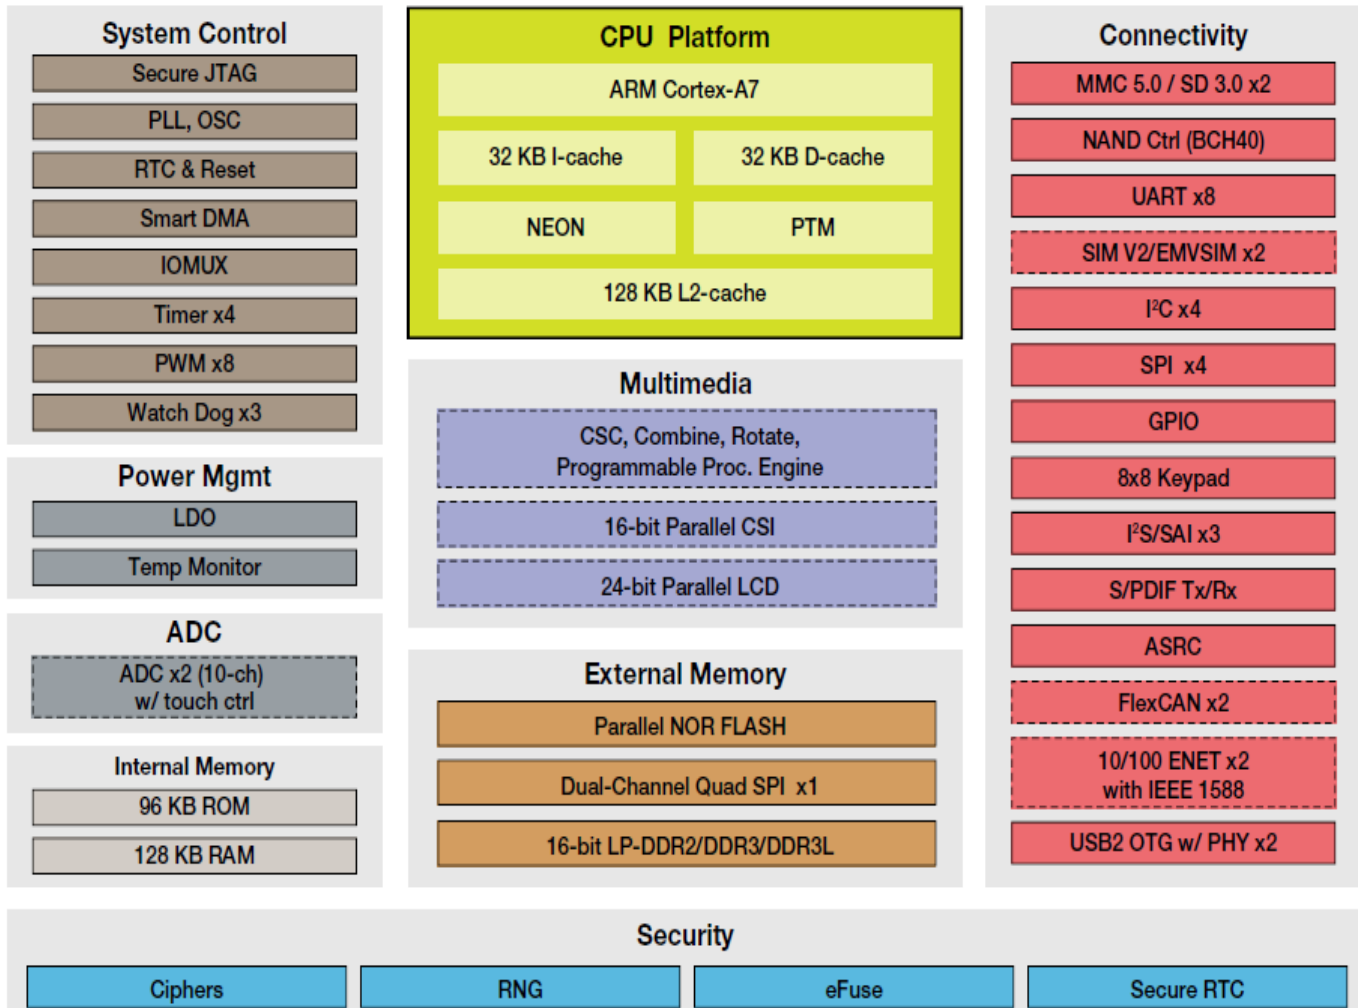 System Control
Secure JTAG
PLL, OSC
RTC & Reset
Smart DMA
IOMUX
Timer x4
PWM x8
Watch Dog x3
Power Mgmt
LDO
Temp Monitor
ADC
ADC x2 (10-ch)
w/ touch ctrl
Internal Memory
96 KB ROM
128 KB RAM
CPU Platform
ARM Cortex-A7
32 KB I-cache
32 KB D-cache
NEON
PTM
128 KB L2-cache
Multimedia
CSC, Combine, Rotate,
Programmable Proc. Engine
16-bit Parallel CSI
24-bit Parallel LCD
External Memory
Parallel NOR FLASH
Dual-Channel Quad SPI x1
16-bit LP-DDR2/DDR3/DDR3L
Connectivity
MMC 5.0 / SD 3.0 x2
NAND Ctrl (BCH40)
UART x8
SIM V2/EMVSIM x2
I²C x4
SPI x4
GPIO
8x8 Keypad
I²S/SAI x3
S/PDIF Tx/Rx
ASRC
FlexCAN x2
10/100 ENET x2
with IEEE 1588
USB2 OTG w/ PHY x2
Security
Ciphers
RNG
eFuse
Secure RTC